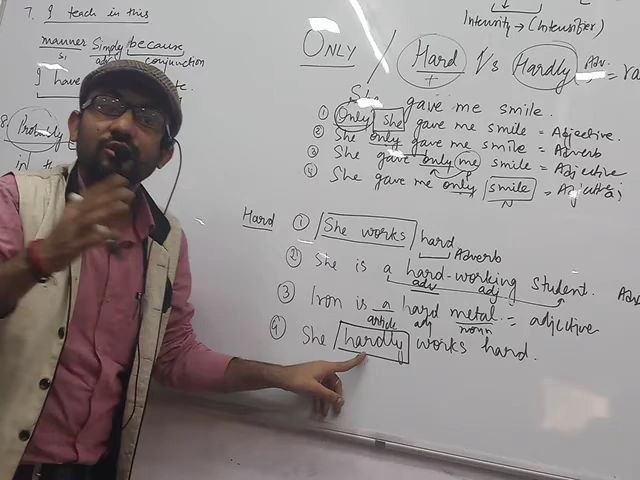 7. I teach in this
manner Simply because
conjunction
I have
8. Probably
Intensity → (Intensifier)
ONLY / Hard Vs Hardly Adv. =
+
She gave me smile.
① Only she gave me smile = Adjective.
② She only gave me smile = Adverb
③ She gave only me smile = Adjective
④ She gave me only smile = Adjective
N
Hard ① She works hard
Adverb
② She is a hard-working student.
adv adj
③ Iron is a hard metal = adjective
article adj noun
④ She hardly works hard.